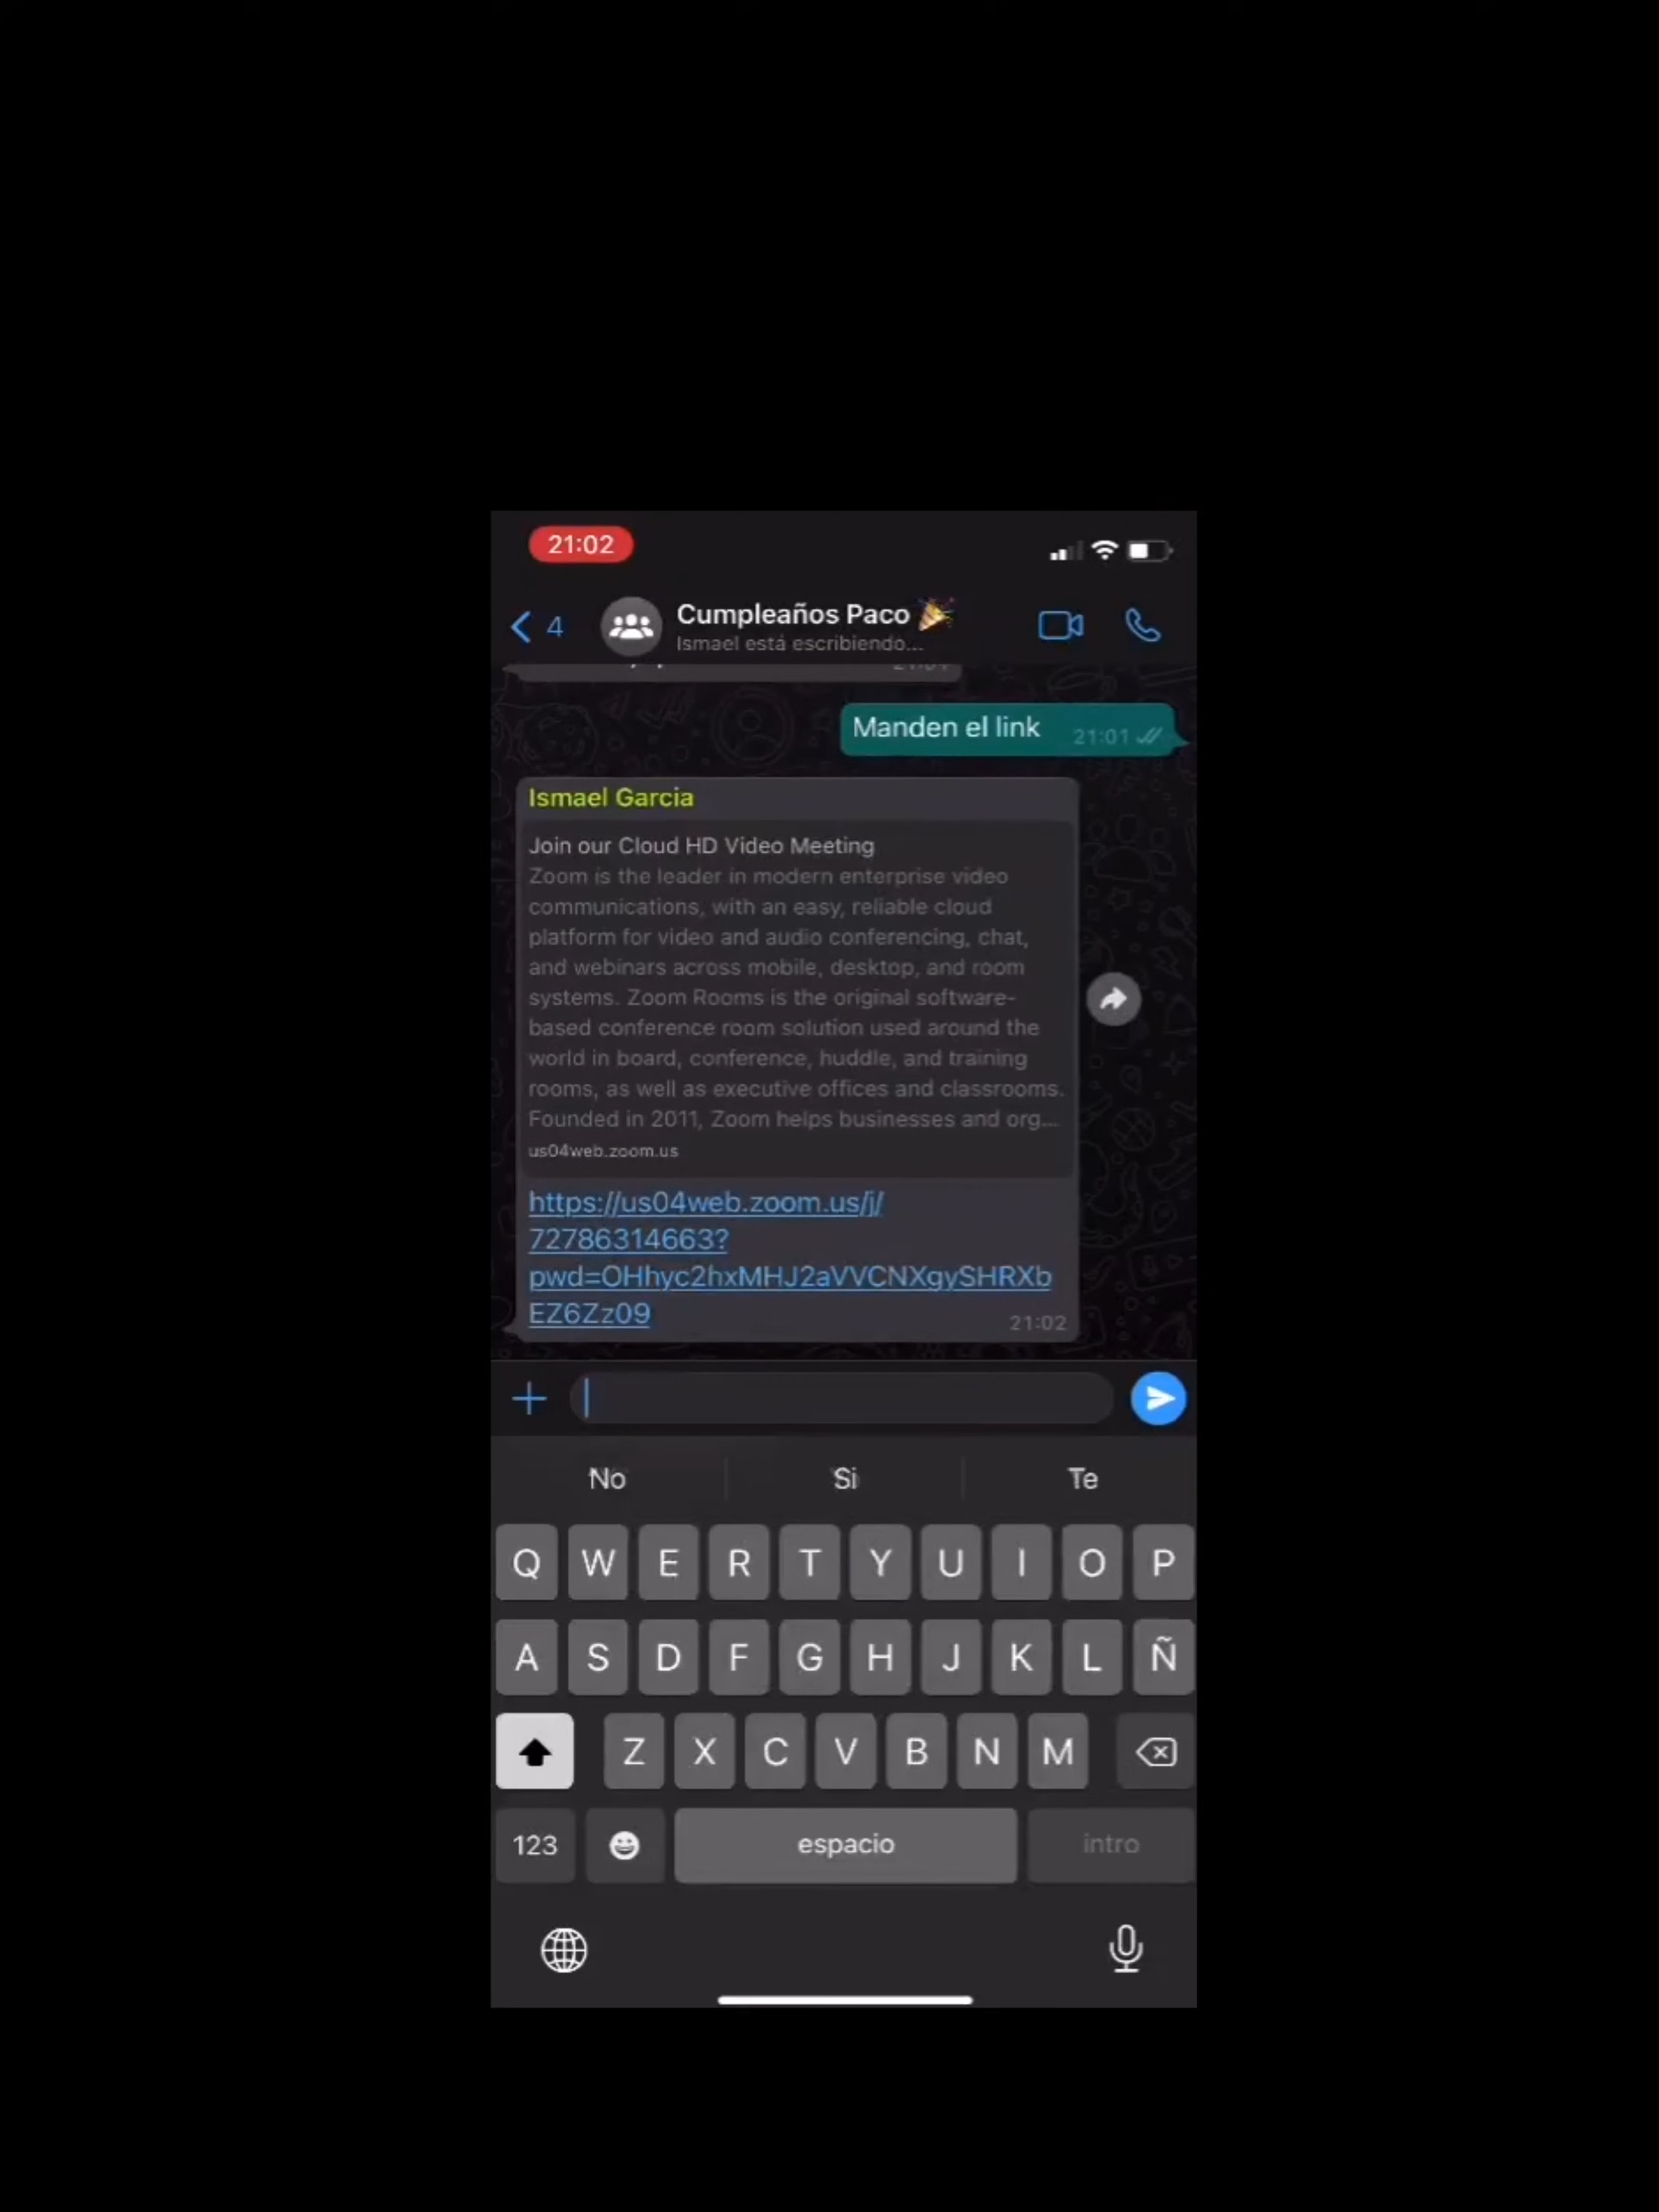 21:02
4
Cumpleaños Paco 🎉
Ismael está escribiendo...
Manden el link
21:01
Ismael Garcia
Join our Cloud HD Video Meeting
Zoom is the leader in modern enterprise video
communications, with an easy, reliable cloud
platform for video and audio conferencing, chat,
and webinars across mobile, desktop, and room
systems. Zoom Rooms is the original software-
based conference room solution used around the
world in board, conference, huddle, and training
rooms, as well as executive offices and classrooms.
Founded in 2011, Zoom helps businesses and org...
us04web.zoom.us
https://us04web.zoom.us/j/
72786314663?
pwd=OHhyc2hxMHJ2aVVCNXgySHRXb
EZ6Zz09
21:02
No Si Te
Q W E R T Y U I O P
A S D F G H J K L Ñ
Z X C V B N M
123 espacio intro